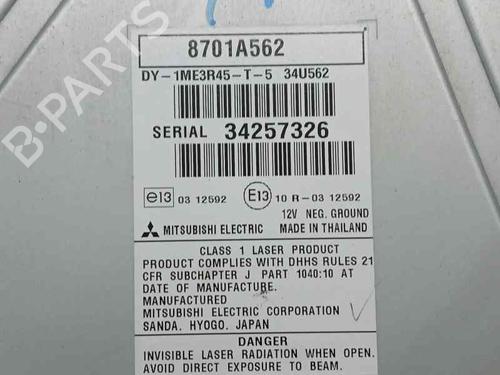 8701A562
DY-1ME3R45-T-5 34U562
SERIAL 34257326
e13 03 12592 E13 10 R-03 12592
12V NEG. GROUND
MITSUBISHI ELECTRIC MADE IN THAILAND
CLASS 1 LASER PRODUCT
PRODUCT COMPLIES WITH DHHS RULES 21
CFR SUBCHAPTER J PART 1040:10 AT
DATE OF MANUFACTURE.
MANUFACTURED
MITSUBISHI ELECTRIC CORPORATION
SANDA, HYOGO, JAPAN
DANGER
INVISIBLE LASER RADIATION WHEN OPEN.
AVOID DIRECT EXPOSURE TO BEAM.
B-PARTS